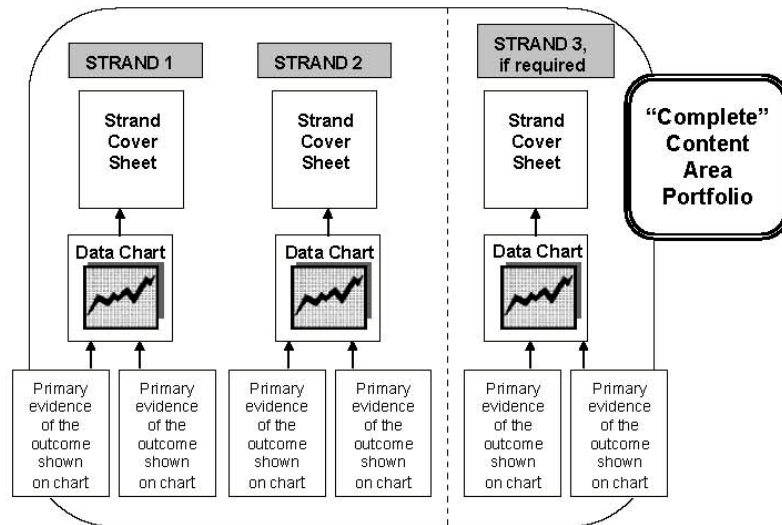 STRAND 1
STRAND 2
STRAND 3,
if required
Strand
Cover
Sheet
Strand
Cover
Sheet
Strand
Cover
Sheet
“Complete”
Content
Area
Portfolio
Data Chart
Data Chart
Data Chart
Primary
evidence
of the
outcome
shown
on chart
Primary
evidence
of the
outcome
shown
on chart
Primary
evidence
of the
outcome
shown
on chart
Primary
evidence
of the
outcome
shown
on chart
Primary
evidence
of the
outcome
shown
on chart
Primary
evidence
of the
outcome
shown
on chart